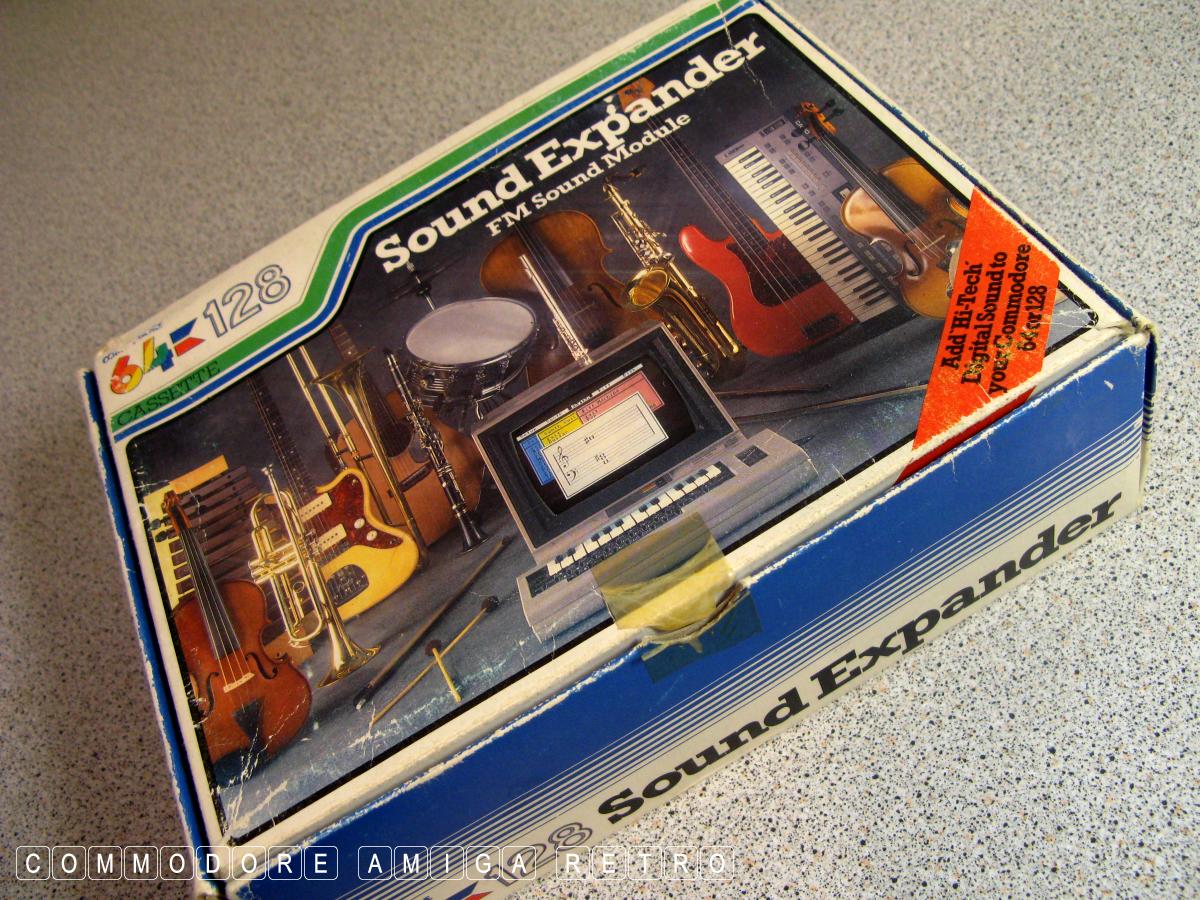 Sound Expander
FM Sound Module
64 128
CASSETTE
Add Hi-Tech
Digital Sound to
your Commodore
64 or 128
Sound Expander
128
COMMODORE AMIGA RETRO